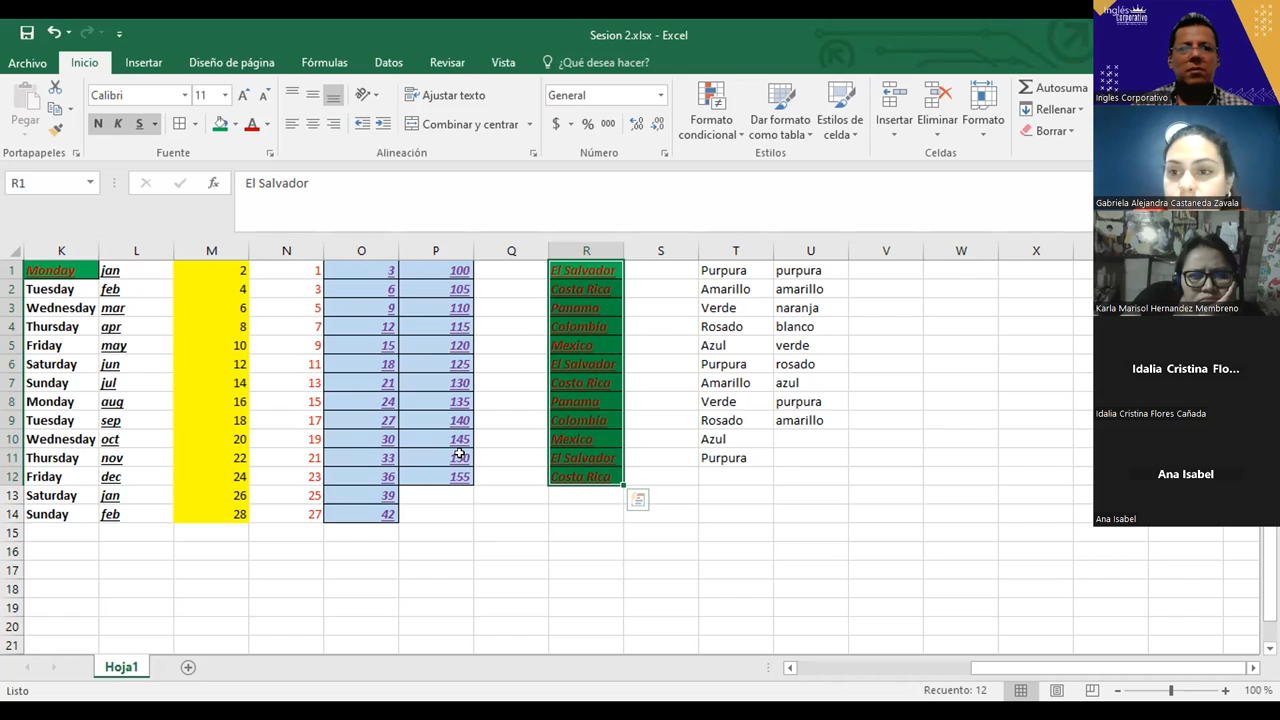 Sesion 2.xlsx - Excel
Archivo Inicio Insertar Diseño de página Fórmulas Datos Revisar Vista ¿Qué desea hacer?
Pegar Calibri 11 Ajustar texto General Autosuma
N K S Combinar y centrar $ % 000 Formato condicional Dar formato como tabla Estilos de celda Insertar Eliminar Formato Rellenar
Borrar
Portapapeles Fuente Alineación Número Estilos Celdas
R1 fx El Salvador
K L M N O P Q R S T U V W X
1 Monday jan 2 1 3 100 El Salvador Purpura purpura
2 Tuesday feb 4 3 6 105 Costa Rica Amarillo amarillo
3 Wednesday mar 6 5 9 110 Panama Verde naranja
4 Thursday apr 8 7 12 115 Colombia Rosado blanco
5 Friday may 10 9 15 120 Mexico Azul verde
6 Saturday jun 12 11 18 125 El Salvador Purpura rosado
7 Sunday jul 14 13 21 130 Costa Rica Amarillo azul
8 Monday aug 16 15 24 135 Panama Verde purpura
9 Tuesday sep 18 17 27 140 Colombia Rosado amarillo
10 Wednesday oct 20 19 30 145 Mexico Azul
11 Thursday nov 22 21 33 150 El Salvador Purpura
12 Friday dec 24 23 36 155 Costa Rica
13 Saturday jan 26 25 39
14 Sunday feb 28 27 42
15
16
17
18
19
20
21
Hoja1
Listo Recuento: 12 100 %
Inglés Corporativo
Ingles Corporativo
Gabriela Alejandra Castaneda Zavala
Karla Marisol Hernandez Membreno
Idalia Cristina Flo...
Idalia Cristina Flores Cañada
Ana Isabel
Ana Isabel